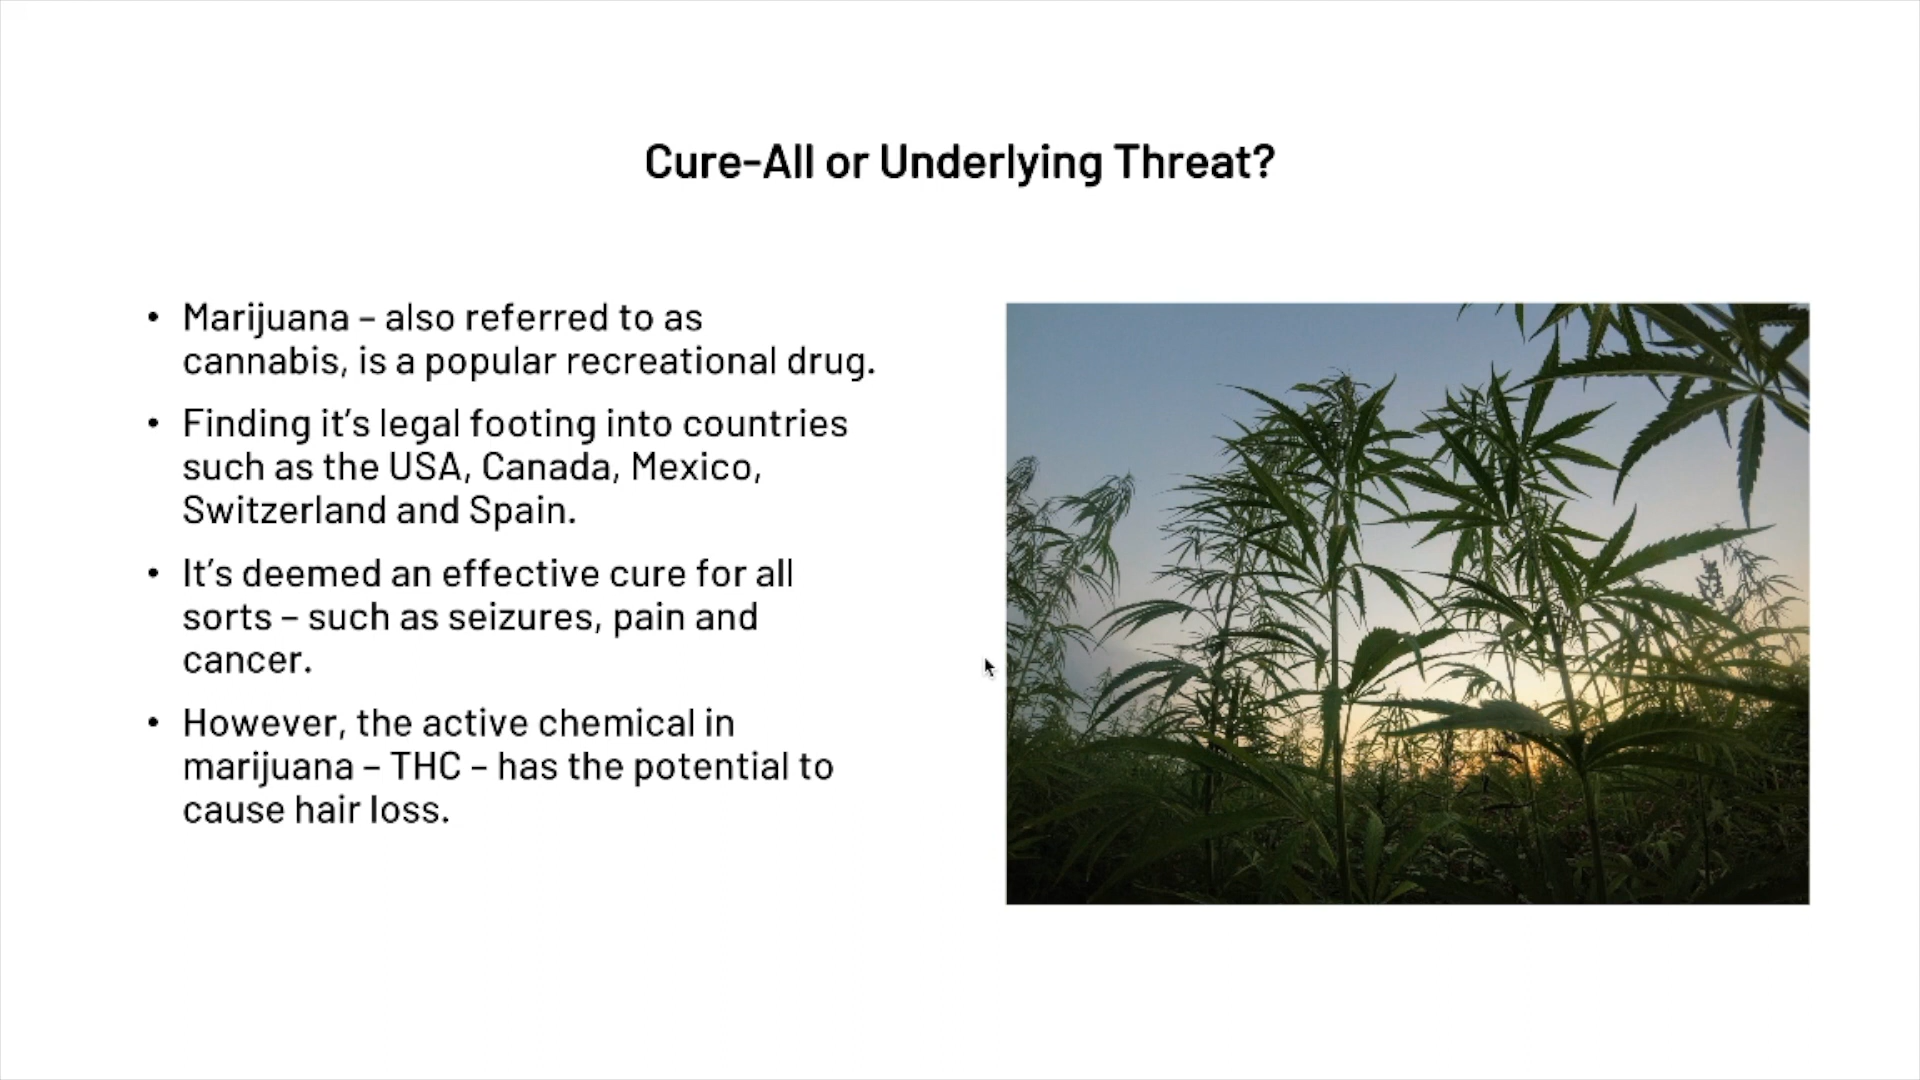 Cure-All or Underlying Threat?
• Marijuana – also referred to as
cannabis, is a popular recreational drug.
• Finding it’s legal footing into countries
such as the USA, Canada, Mexico,
Switzerland and Spain.
• It’s deemed an effective cure for all
sorts – such as seizures, pain and
cancer.
• However, the active chemical in
marijuana – THC – has the potential to
cause hair loss.